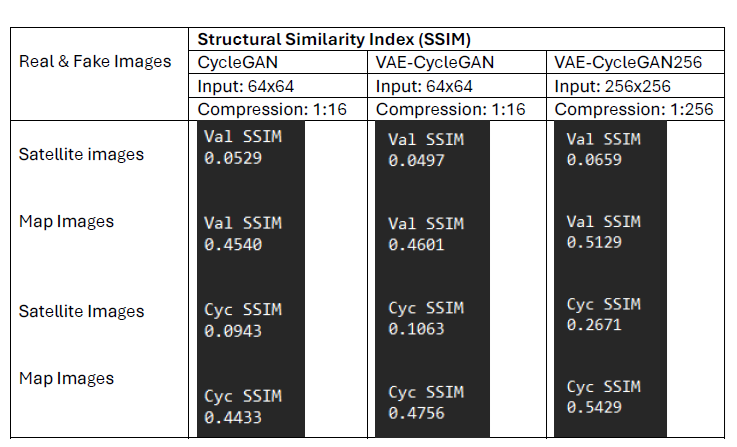 Structural Similarity Index (SSIM)
Real & Fake Images
CycleGAN
VAE-CycleGAN
VAE-CycleGAN256
Input: 64x64
Input: 64x64
Input: 256x256
Compression: 1:16
Compression: 1:16
Compression: 1:256
Satellite images
Val SSIM
0.0529
Val SSIM
0.0497
Val SSIM
0.0659
Map Images
Val SSIM
0.4540
Val SSIM
0.4601
Val SSIM
0.5129
Satellite Images
Cyc SSIM
0.0943
Cyc SSIM
0.1063
Cyc SSIM
0.2671
Map Images
Cyc SSIM
0.4433
Cyc SSIM
0.4756
Cyc SSIM
0.5429